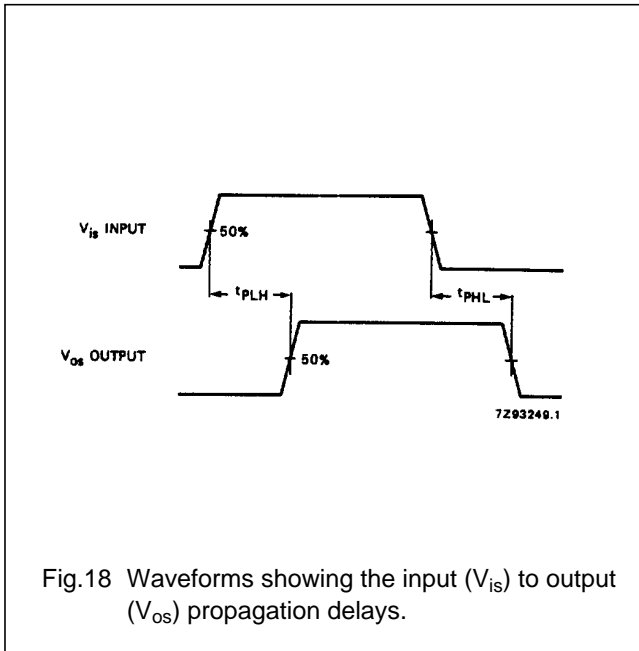 V_is INPUT
50%
t_PLH
t_PHL
V_os OUTPUT
50%
7Z93249.1
Fig.18 Waveforms showing the input (V_is) to output
(V_os) propagation delays.